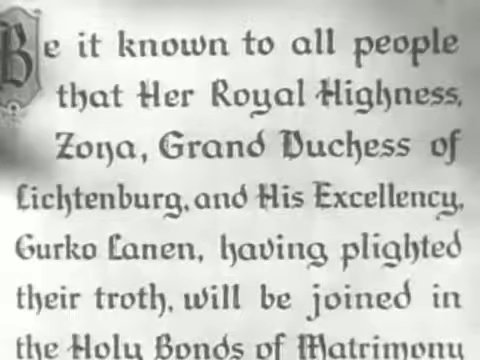 Be it known to all people
that Her Royal Highness,
Zona, Grand Duchess of
Lichtenburg, and His Excellency,
Gurko Lanen, having plighted
their troth, will be joined in
the Holy Bonds of Matrimony